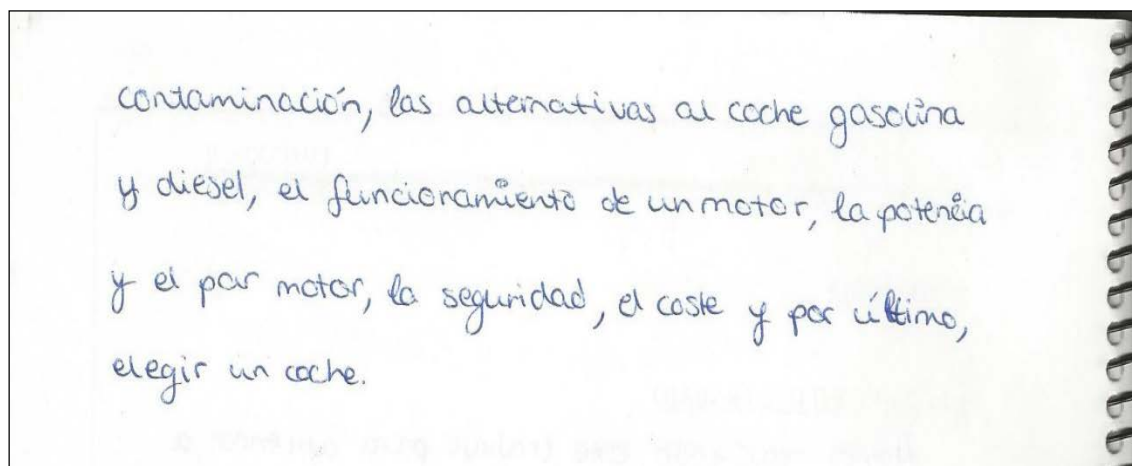 contaminación, las alternativas al coche gasolina
y diesel, el funcionamiento de un motor, la potencia
y el par motor, la seguridad, el coste y por último,
elegir un coche.